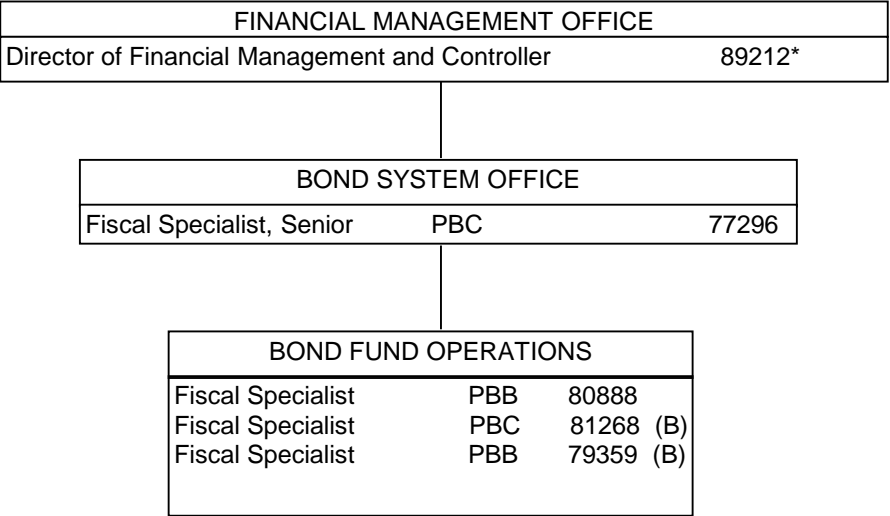 FINANCIAL MANAGEMENT OFFICE
Director of Financial Management and Controller 89212*
BOND SYSTEM OFFICE
Fiscal Specialist, Senior PBC 77296
BOND FUND OPERATIONS
Fiscal Specialist PBB 80888
Fiscal Specialist PBC 81268 (B)
Fiscal Specialist PBB 79359 (B)